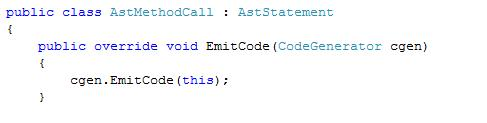 public class AstMethodCall : AstStatement
{
    public override void EmitCode(CodeGenerator cgen)
    {
        cgen.EmitCode(this);
    }